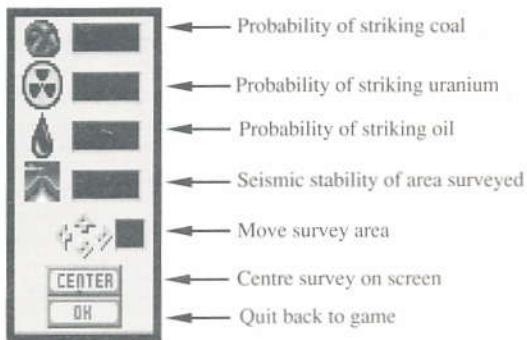 Probability of striking coal
Probability of striking uranium
Probability of striking oil
Seismic stability of area surveyed
Move survey area
CENTER
Centre survey on screen
OK
Quit back to game